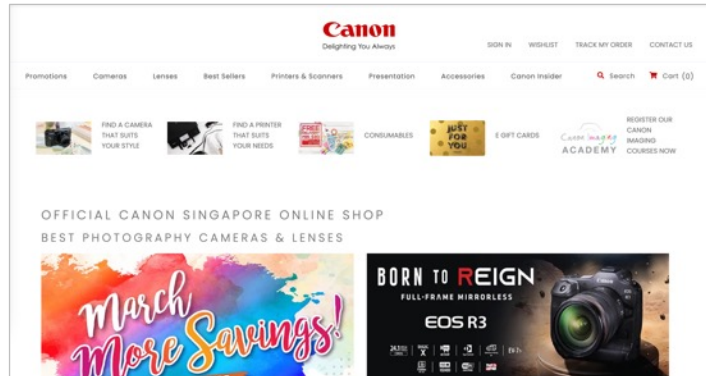 Canon
Delighting You Always
SIGN IN WISHLIST TRACK MY ORDER CONTACT US
Promotions Cameras Lenses Best Sellers Printers & Scanners Presentation Accessories Canon Insider Search Cart (0)
FIND A CAMERA
THAT SUITS
YOUR STYLE
FIND A PRINTER
THAT SUITS
YOUR NEEDS
FREE
CONSUMABLES
JUST
FOR
YOU
E GIFT CARDS
Canon Imaging
ACADEMY
REGISTER OUR
CANON
IMAGING
COURSES NOW
OFFICIAL CANON SINGAPORE ONLINE SHOP
BEST PHOTOGRAPHY CAMERAS & LENSES
March
More Savings!
BORN TO REIGN
FULL-FRAME MIRRORLESS
EOS R3
Canon